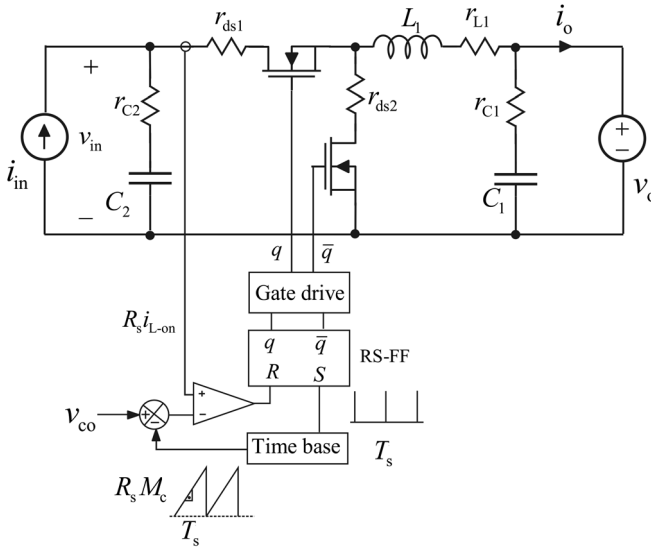 r_ds1
L_1
r_L1
i_o
+
r_C2
r_ds2
r_C1
v_in
+
−
i_in
C_2
−
C_1
v_o
q
q̄
Gate drive
R_s i_L-on
q
q̄
R
S
RS-FF
+
−
v_co
+
−
Time base
T_s
R_s M_c
T_s